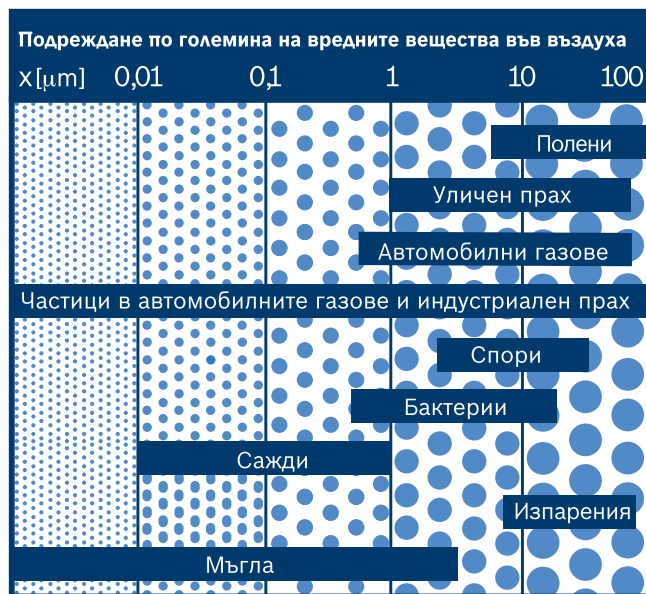 Подреждане по големина на вредните вещества във въздуха
x [μm] 0,01 0,1 1 10 100
Полени
Уличен прах
Автомобилни газове
Частици в автомобилните газове и индустриален прах
Спори
Бактерии
Сажди
Изпарения
Мъгла